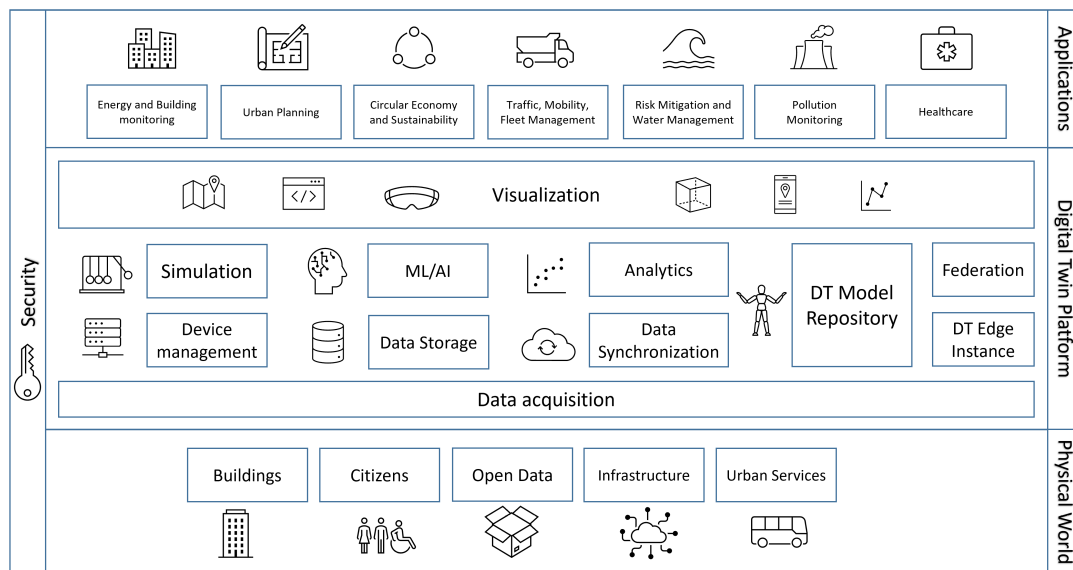 Applications
Energy and Building
monitoring
Urban Planning
Circular Economy
and Sustainability
Traffic, Mobility,
Fleet Management
Risk Mitigation and
Water Management
Pollution
Monitoring
Healthcare
Security
Digital Twin Platform
Visualization
</>
Simulation
ML/AI
Analytics
DT Model
Repository
Federation
Device
management
Data Storage
Data
Synchronization
DT Edge
Instance
Data acquisition
Physical World
Buildings
Citizens
Open Data
Infrastructure
Urban Services